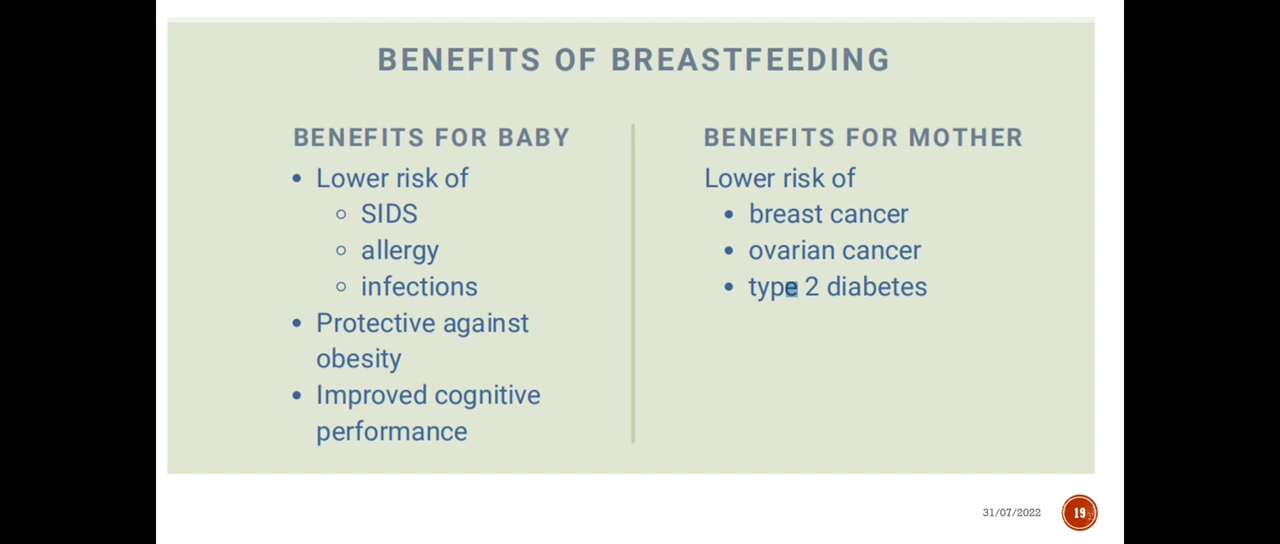 BENEFITS OF BREASTFEEDING
BENEFITS FOR BABY
• Lower risk of
○ SIDS
○ allergy
○ infections
• Protective against
obesity
• Improved cognitive
performance
BENEFITS FOR MOTHER
Lower risk of
• breast cancer
• ovarian cancer
• type 2 diabetes
31/07/2022
19